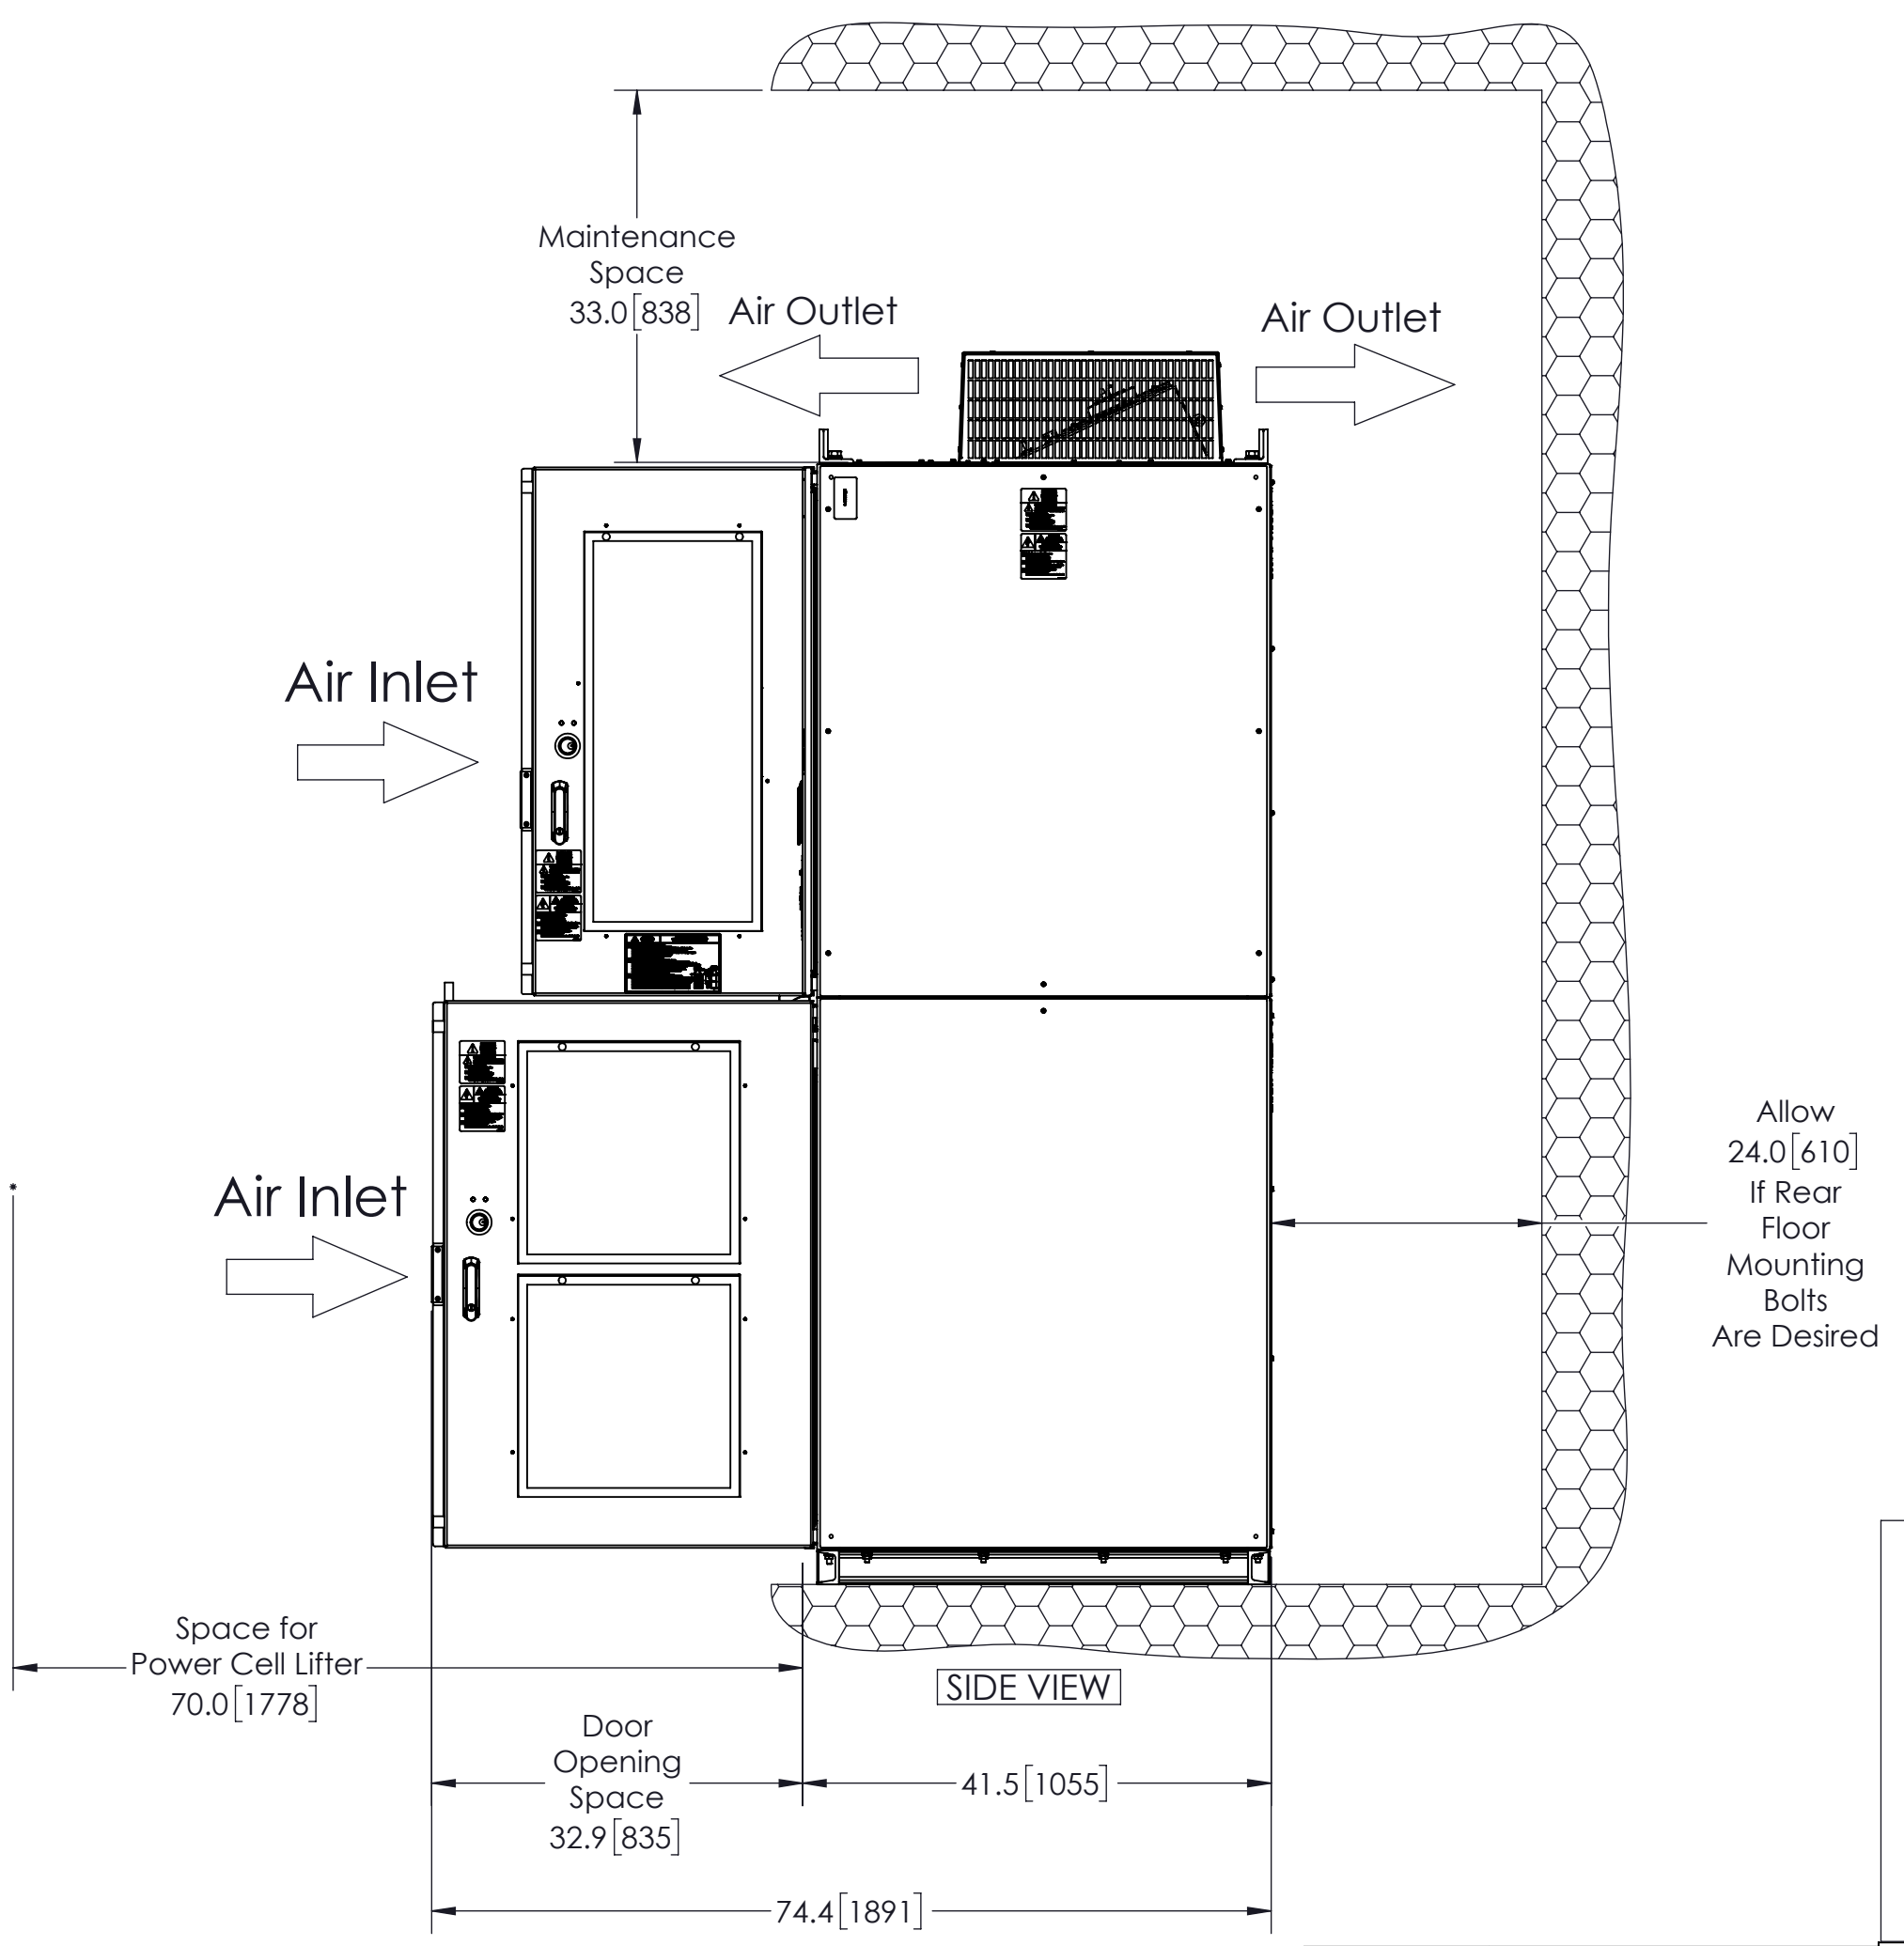 Maintenance
Space
33.0[838]
Air Outlet
Air Outlet
Air Inlet
Air Inlet
*
Allow
24.0[610]
If Rear
Floor
Mounting
Bolts
Are Desired
Space for
Power Cell Lifter
70.0[1778]
SIDE VIEW
Door
Opening
Space
32.9[835]
41.5[1055]
74.4[1891]